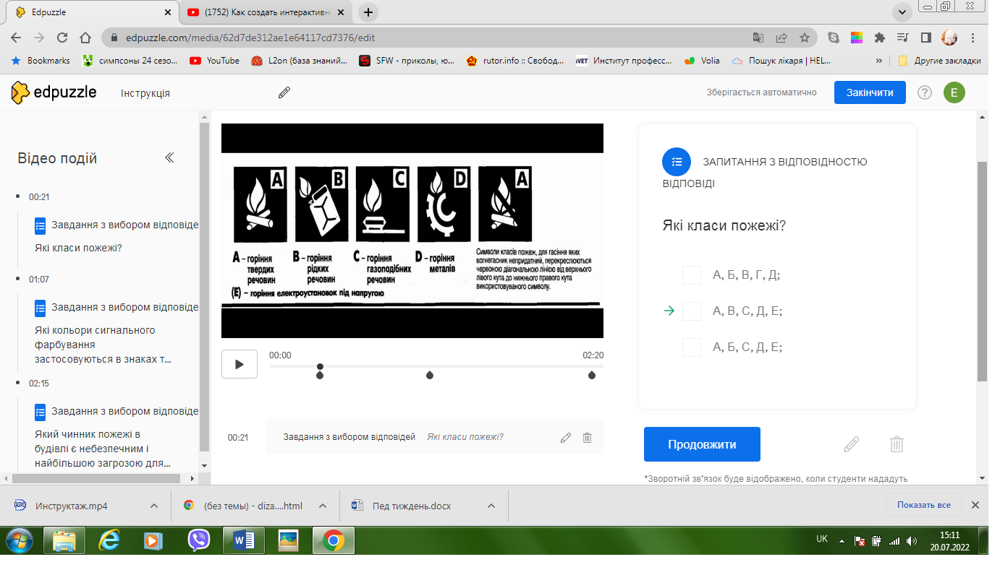 Edpuzzle
(1752) Как создать интерактивн
edpuzzle.com/media/62d7de312ae1e64117cd7376/edit
Bookmarks
симпсоны 24 сезо...
YouTube
L2on (база знаний...
SFW - приколы, ю...
rutor.info :: Свобод...
Институт професс...
Volia
Пошук лікаря | HEL...
»
Другие закладки
edpuzzle
Інструкція
Зберігається автоматично
Закінчити
?
E
Відео подій
00:21
Завдання з вибором відповіде
Які класи пожежі?
01:07
Завдання з вибором відповіде
Які кольори сигнального
фарбування
застосовуються в знаках т...
02:15
Завдання з вибором відповіде
Який чинник пожежі в
будівлі є небезпечним і
найбільшою загрозою для...
A
B
C
D
A
A – горіння
твердих
речовин
B – горіння
рідких
речовин
C – горіння
газоподібних
речовин
D – горіння
металів
(E) – горіння електроустановок під напругою
Символи класів пожеж, для гасіння яких
вогнегасник непридатний, перекреслюються
червоною діагональною лінією від верхнього
лівого кута до нижнього правого кута
використовуваного символу.
00:00
02:20
00:21
Завдання з вибором відповідей
Які класи пожежі?
ЗАПИТАННЯ З ВІДПОВІДНОСТЮ
ВІДПОВІДІ
Які класи пожежі?
А, Б, В, Г, Д;
А, В, С, Д, Е;
А, Б, С, Д, Е;
Продовжити
*Зворотній зв'язок буде відображено, коли студенти нададуть
Инструктаж.mp4
(без темы) - diza....html
Пед тиждень.docx
Показать все
UK
15:11
20.07.2022